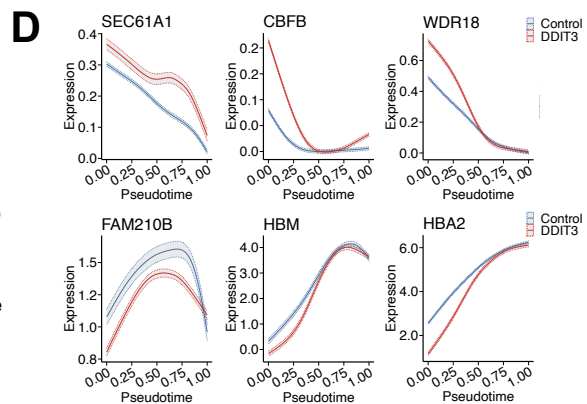 D
SEC61A1
CBFB
WDR18
Control
DDIT3
Expression
0.4
0.3
0.2
0.1
0.0
0.00 0.25 0.50 0.75 1.00
Pseudotime
Expression
0.2
0.2
0.0
0.1
0.0
0.00 0.25 0.50 0.75 1.00
Pseudotime
Expression
0.6
0.4
0.2
0.0
0.00 0.25 0.50 0.75 1.00
Pseudotime
FAM210B
HBM
HBA2
Control
DDIT3
Expression
1.5
1.2
1.0
0.8
0.00 0.25 0.50 0.75 1.00
Pseudotime
Expression
4.0
3.0
2.0
1.0
0.0
0.00 0.25 0.50 0.75 1.00
Pseudotime
Expression
6.0
4.0
2.0
0.00 0.25 0.50 0.75 1.00
Pseudotime